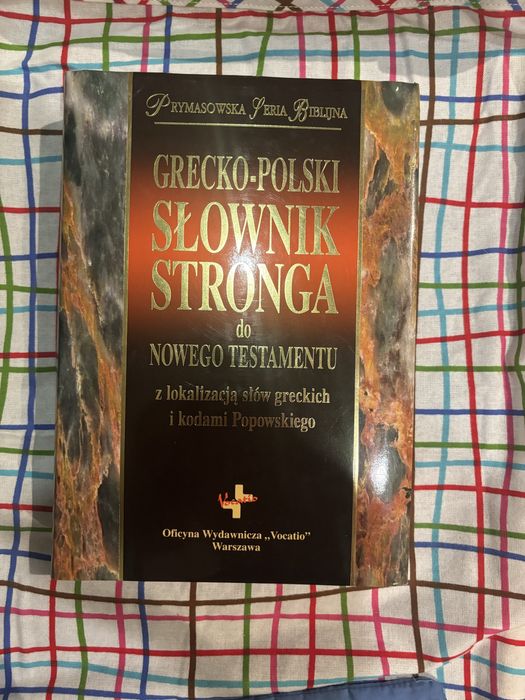 Prymasowska Seria Biblijna
GRECKO-POLSKI
SŁOWNIK
STRONGA
do
NOWEGO TESTAMENTU
z lokalizacją słów greckich
i kodami Popowskiego
Vocatio
Oficyna Wydawnicza „Vocatio”
Warszawa